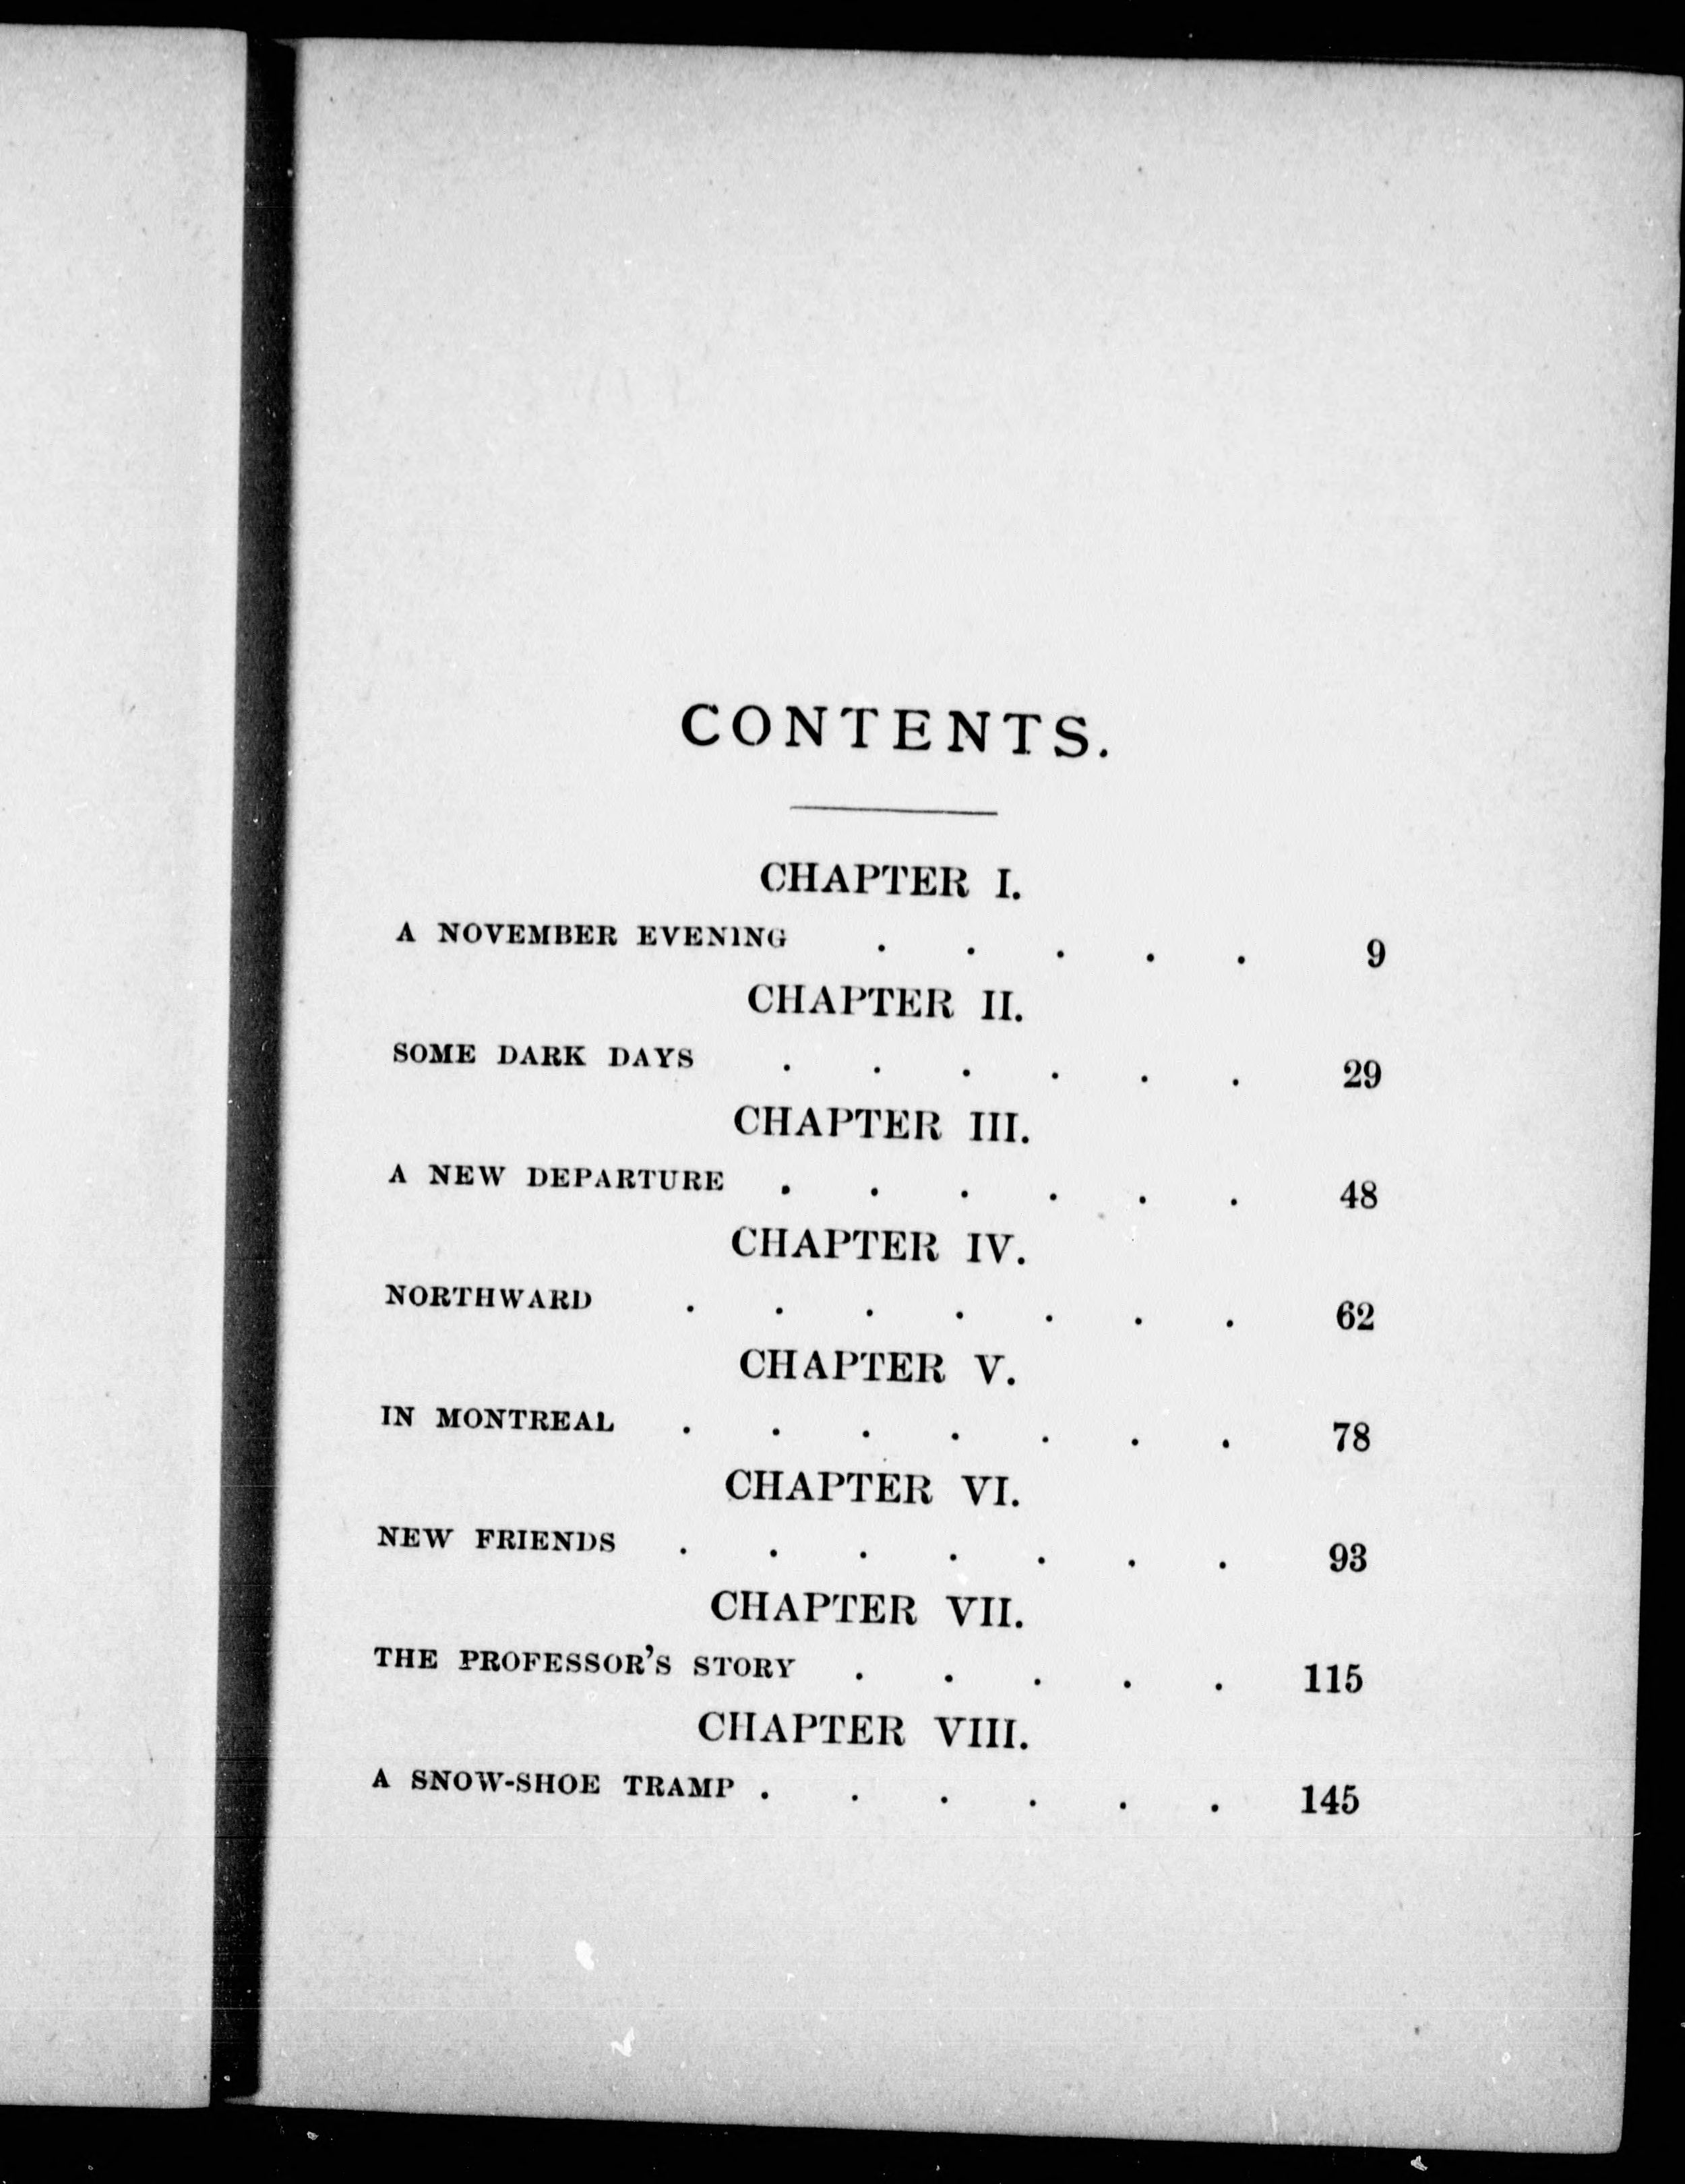 CONTENTS.
CHAPTER I.
A NOVEMBER EVENING . . . . . 9
CHAPTER II.
SOME DARK DAYS . . . . . . 29
CHAPTER III.
A NEW DEPARTURE . . . . . . 48
CHAPTER IV.
NORTHWARD . . . . . . . 62
CHAPTER V.
IN MONTREAL . . . . . . . 78
CHAPTER VI.
NEW FRIENDS . . . . . . . 93
CHAPTER VII.
THE PROFESSOR'S STORY . . . . . 115
CHAPTER VIII.
A SNOW-SHOE TRAMP . . . . . . 145